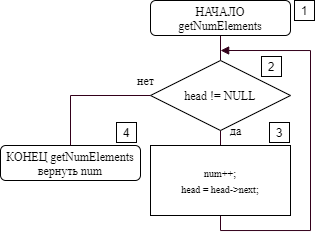 НАЧАЛО
getNumElements
1
2
нет
head != NULL
да
4
3
КОНЕЦ getNumElements
вернуть num
num++;
head = head->next;